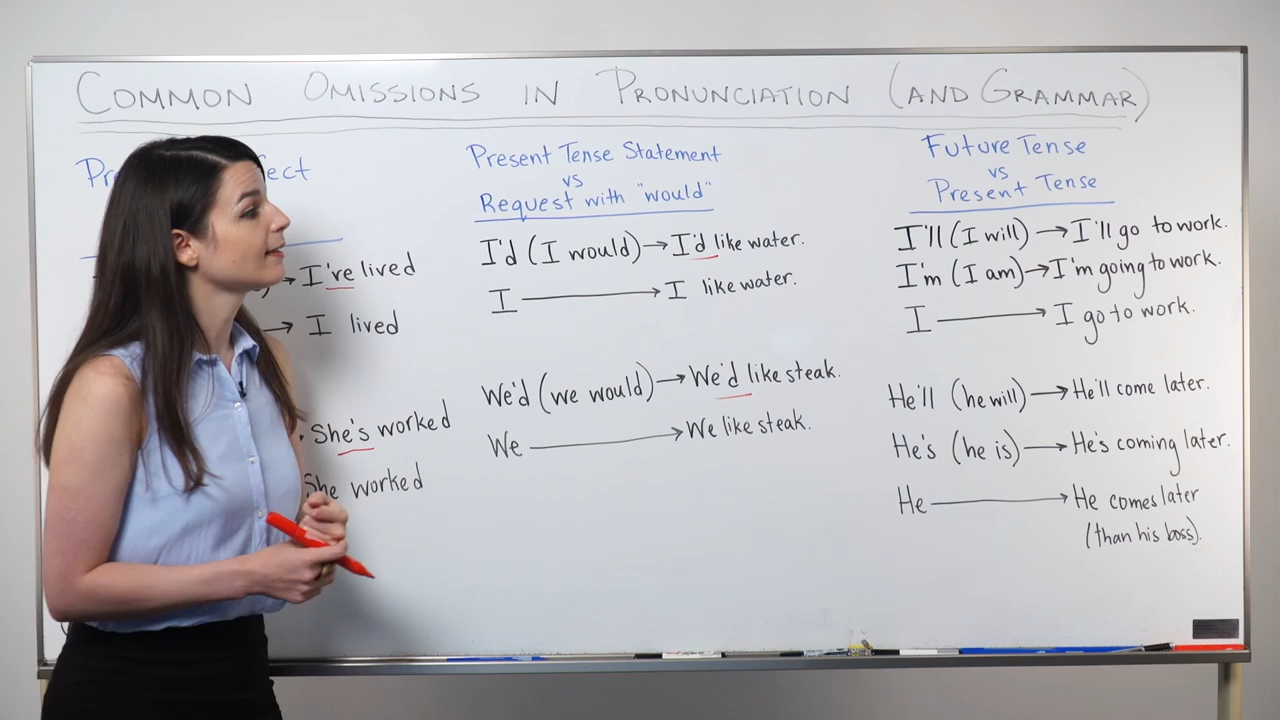 COMMON OMISSIONS IN PRONUNCIATION (AND GRAMMAR)
I've lived
I lived
She's worked
She worked
Present Tense Statement
vs
Request with "would"
I'd (I would) → I'd like water.
I → I like water.
We'd (we would) → We'd like steak.
We → We like steak.
Future Tense
vs
Present Tense
I'll (I will) → I'll go to work.
I'm (I am) → I'm going to work.
I → I go to work.
He'll (he will) → He'll come later.
He's (he is) → He's coming later.
He → He comes later
(than his boss).